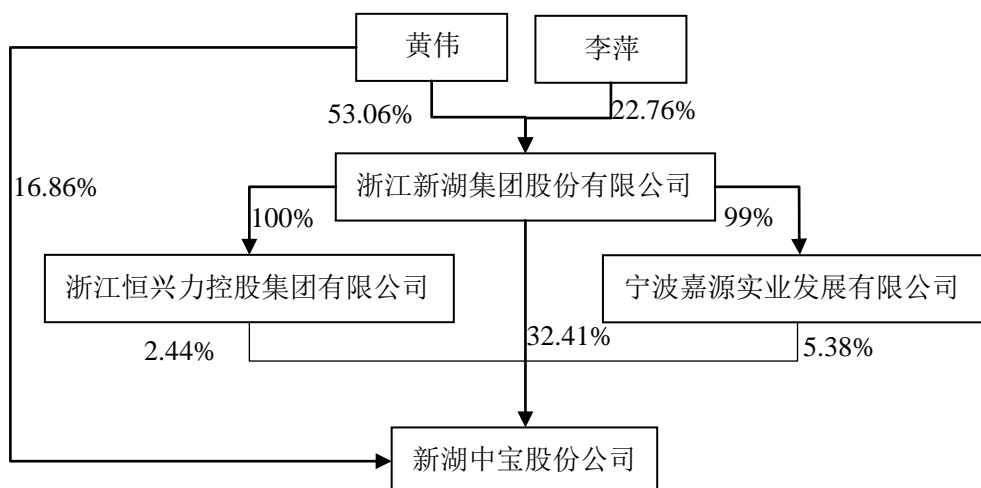 黄伟
李萍
53.06%
22.76%
16.86%
浙江新湖集团股份有限公司
100%
99%
浙江恒兴力控股集团有限公司
宁波嘉源实业发展有限公司
2.44%
32.41%
5.38%
新湖中宝股份公司